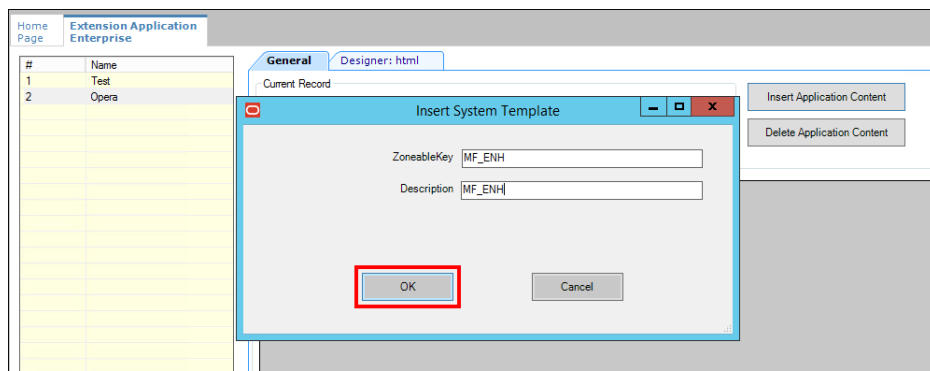 Home Page
Extension Application Enterprise
# Name
1 Test
2 Opera
General Designer: html
Current Record
Insert Application Content
Delete Application Content
Insert System Template
ZoneableKey MF_ENH
Description MF_ENH
OK Cancel